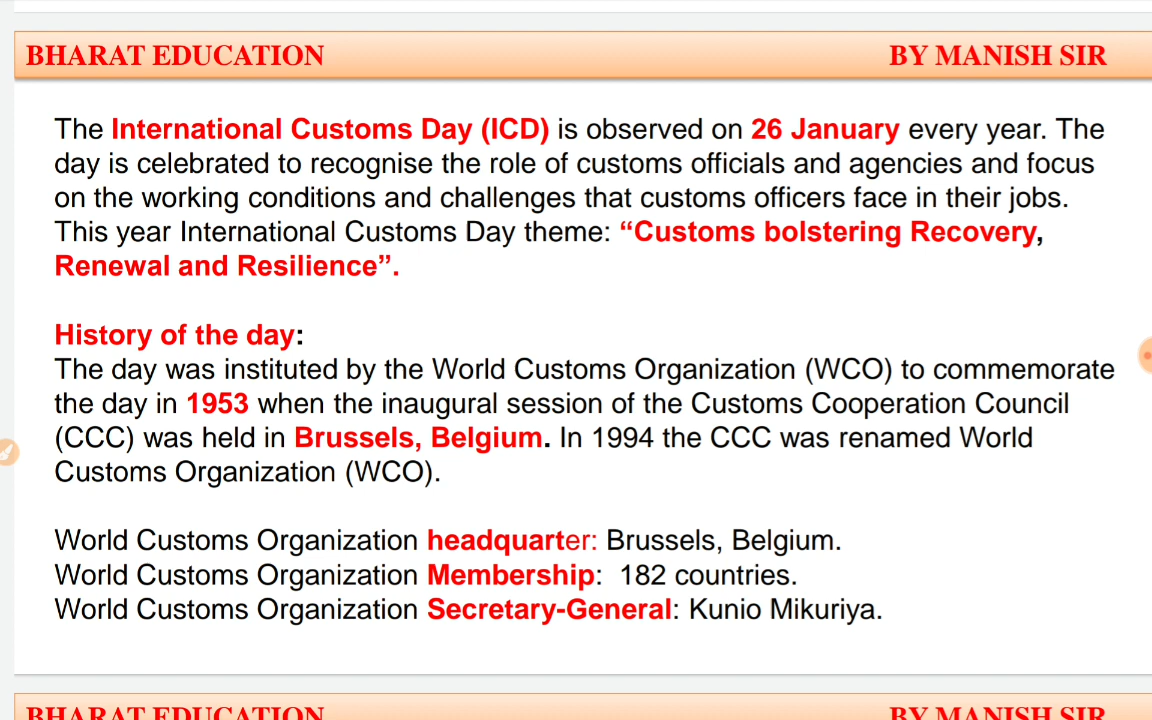 BHARAT EDUCATION BY MANISH SIR
The International Customs Day (ICD) is observed on 26 January every year. The
day is celebrated to recognise the role of customs officials and agencies and focus
on the working conditions and challenges that customs officers face in their jobs.
This year International Customs Day theme: “Customs bolstering Recovery,
Renewal and Resilience”.
History of the day:
The day was instituted by the World Customs Organization (WCO) to commemorate
the day in 1953 when the inaugural session of the Customs Cooperation Council
(CCC) was held in Brussels, Belgium. In 1994 the CCC was renamed World
Customs Organization (WCO).
World Customs Organization headquarter: Brussels, Belgium.
World Customs Organization Membership: 182 countries.
World Customs Organization Secretary-General: Kunio Mikuriya.
BHARAT EDUCATION BY MANISH SIR